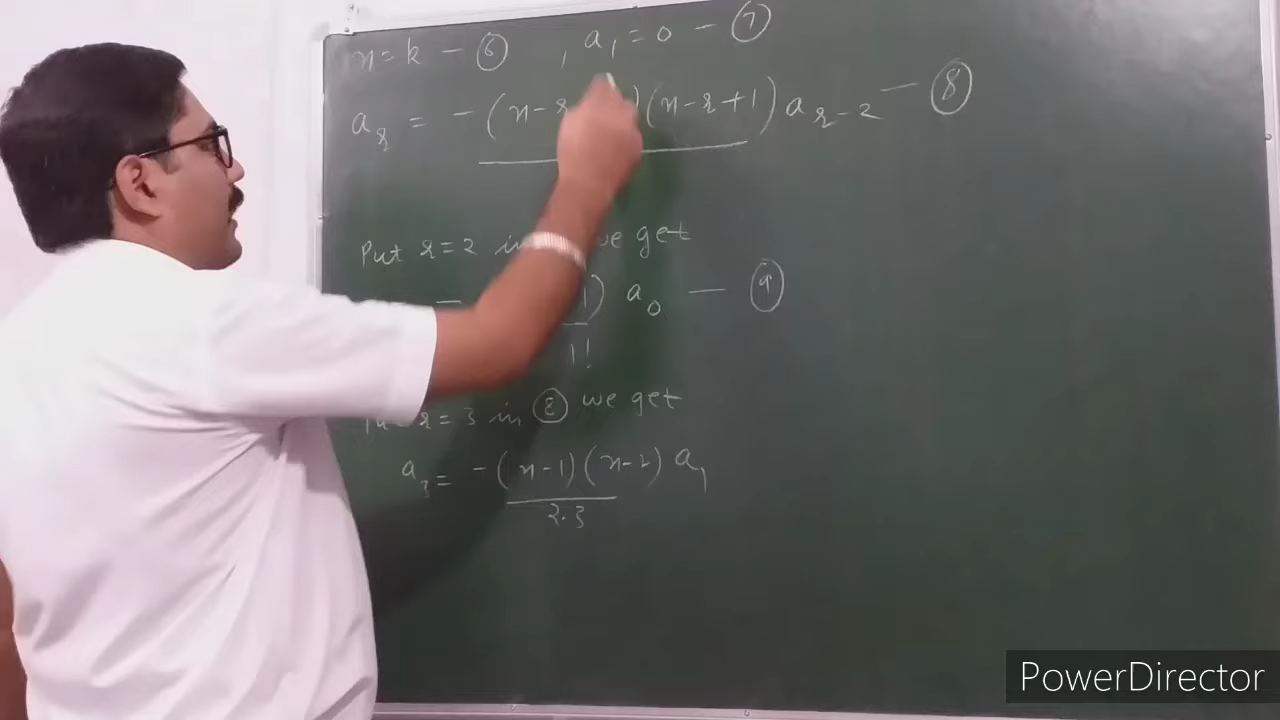 n = k - ⑥ , a₁ = 0 - ⑦
aᵣ = -(n-r )(n-r+1) aᵣ₋₂ - ⑧
Put r=2 in we get
- 1) a₀ - ⑨
1!
r=3 in ⑧ we get
a₃ = -(n-1)(n-2) a₁
2.3
PowerDirector